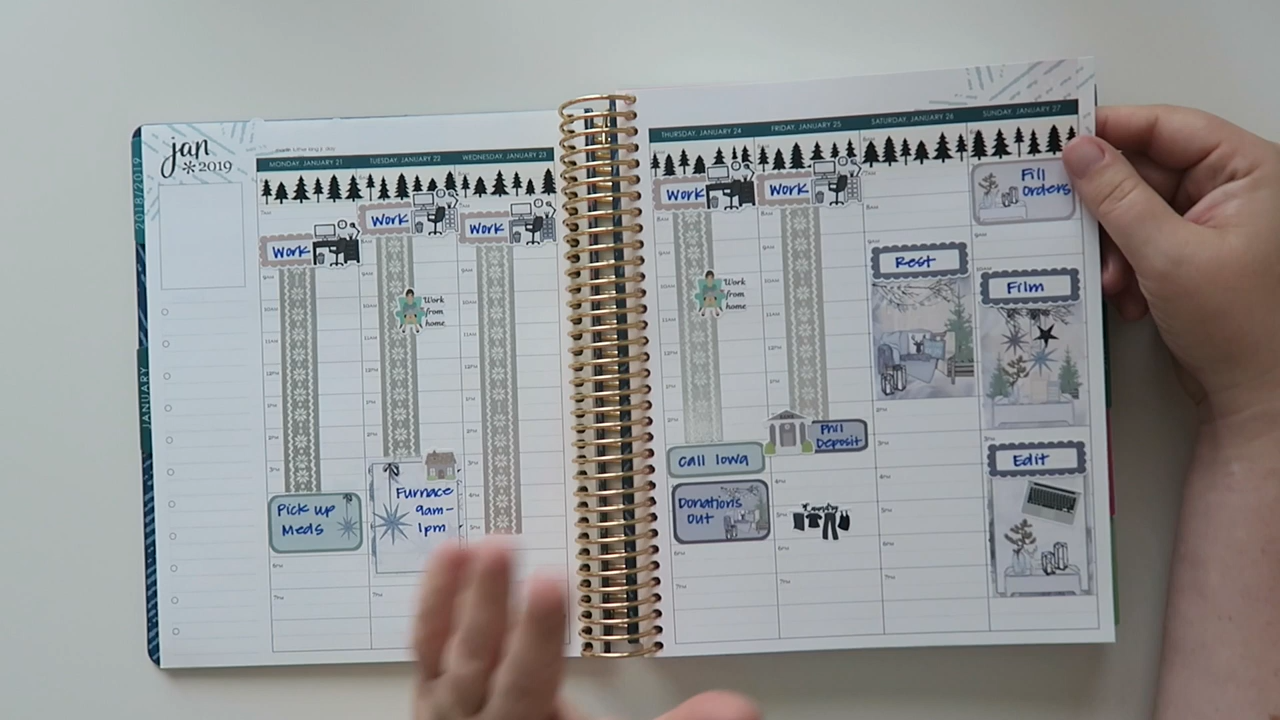 jan
*2019
2018/2019
JANUARY
MONDAY, JANUARY 21
TUESDAY, JANUARY 22
WEDNESDAY, JANUARY 23
Work
Work
Work
Work
from
home
Pick up
Meds
Furnace
9am-
1pm
THURSDAY, JANUARY 24
FRIDAY, JANUARY 25
SATURDAY, JANUARY 26
SUNDAY, JANUARY 27
Work
Work
Fill
Orders
Rest
Film
Work
from
home
Phil
Deposit
Call Iowa
Edit
Donations
Out
Laundry